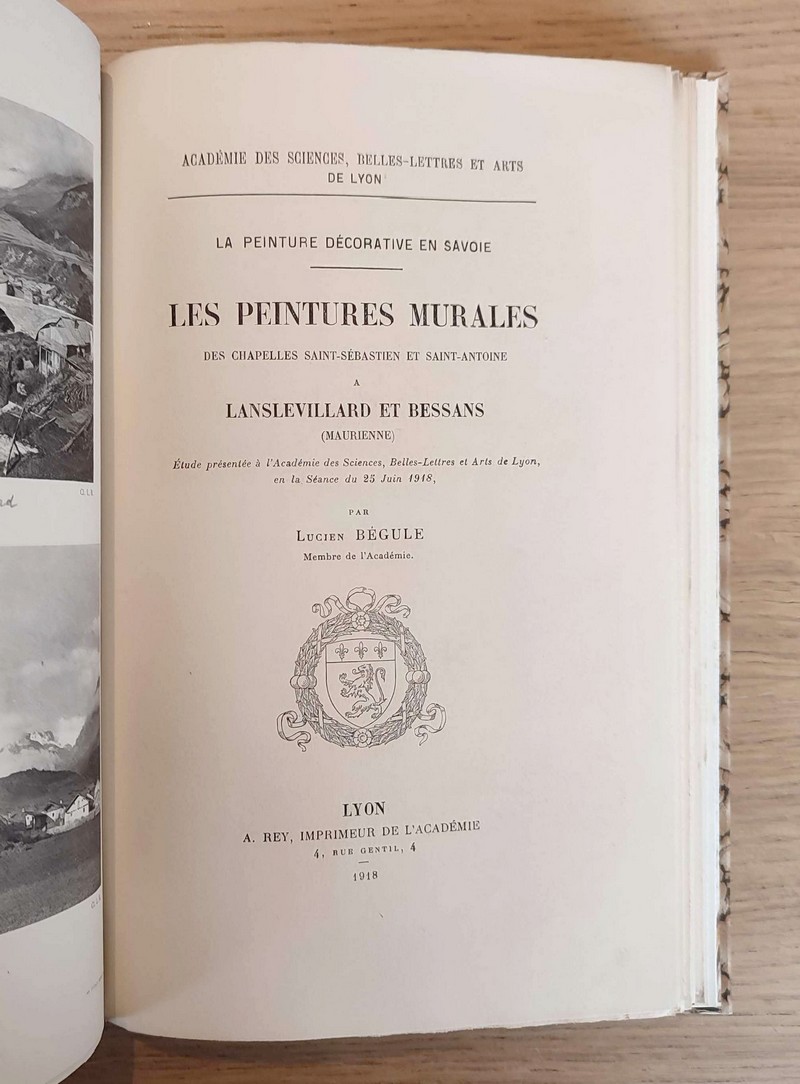 ACADÉMIE DES SCIENCES, BELLES-LETTRES ET ARTS
DE LYON
LA PEINTURE DÉCORATIVE EN SAVOIE
LES PEINTURES MURALES
DES CHAPELLES SAINT-SÉBASTIEN ET SAINT-ANTOINE
A
LANSLEVILLARD ET BESSANS
(MAURIENNE)
Étude présentée à l'Académie des Sciences, Belles-Lettres et Arts de Lyon,
en la Séance du 25 Juin 1918,
PAR
LUCIEN BÉGULE
Membre de l'Académie.
LYON
A. REY, IMPRIMEUR DE L'ACADÉMIE
4, RUE GENTIL, 4
1918